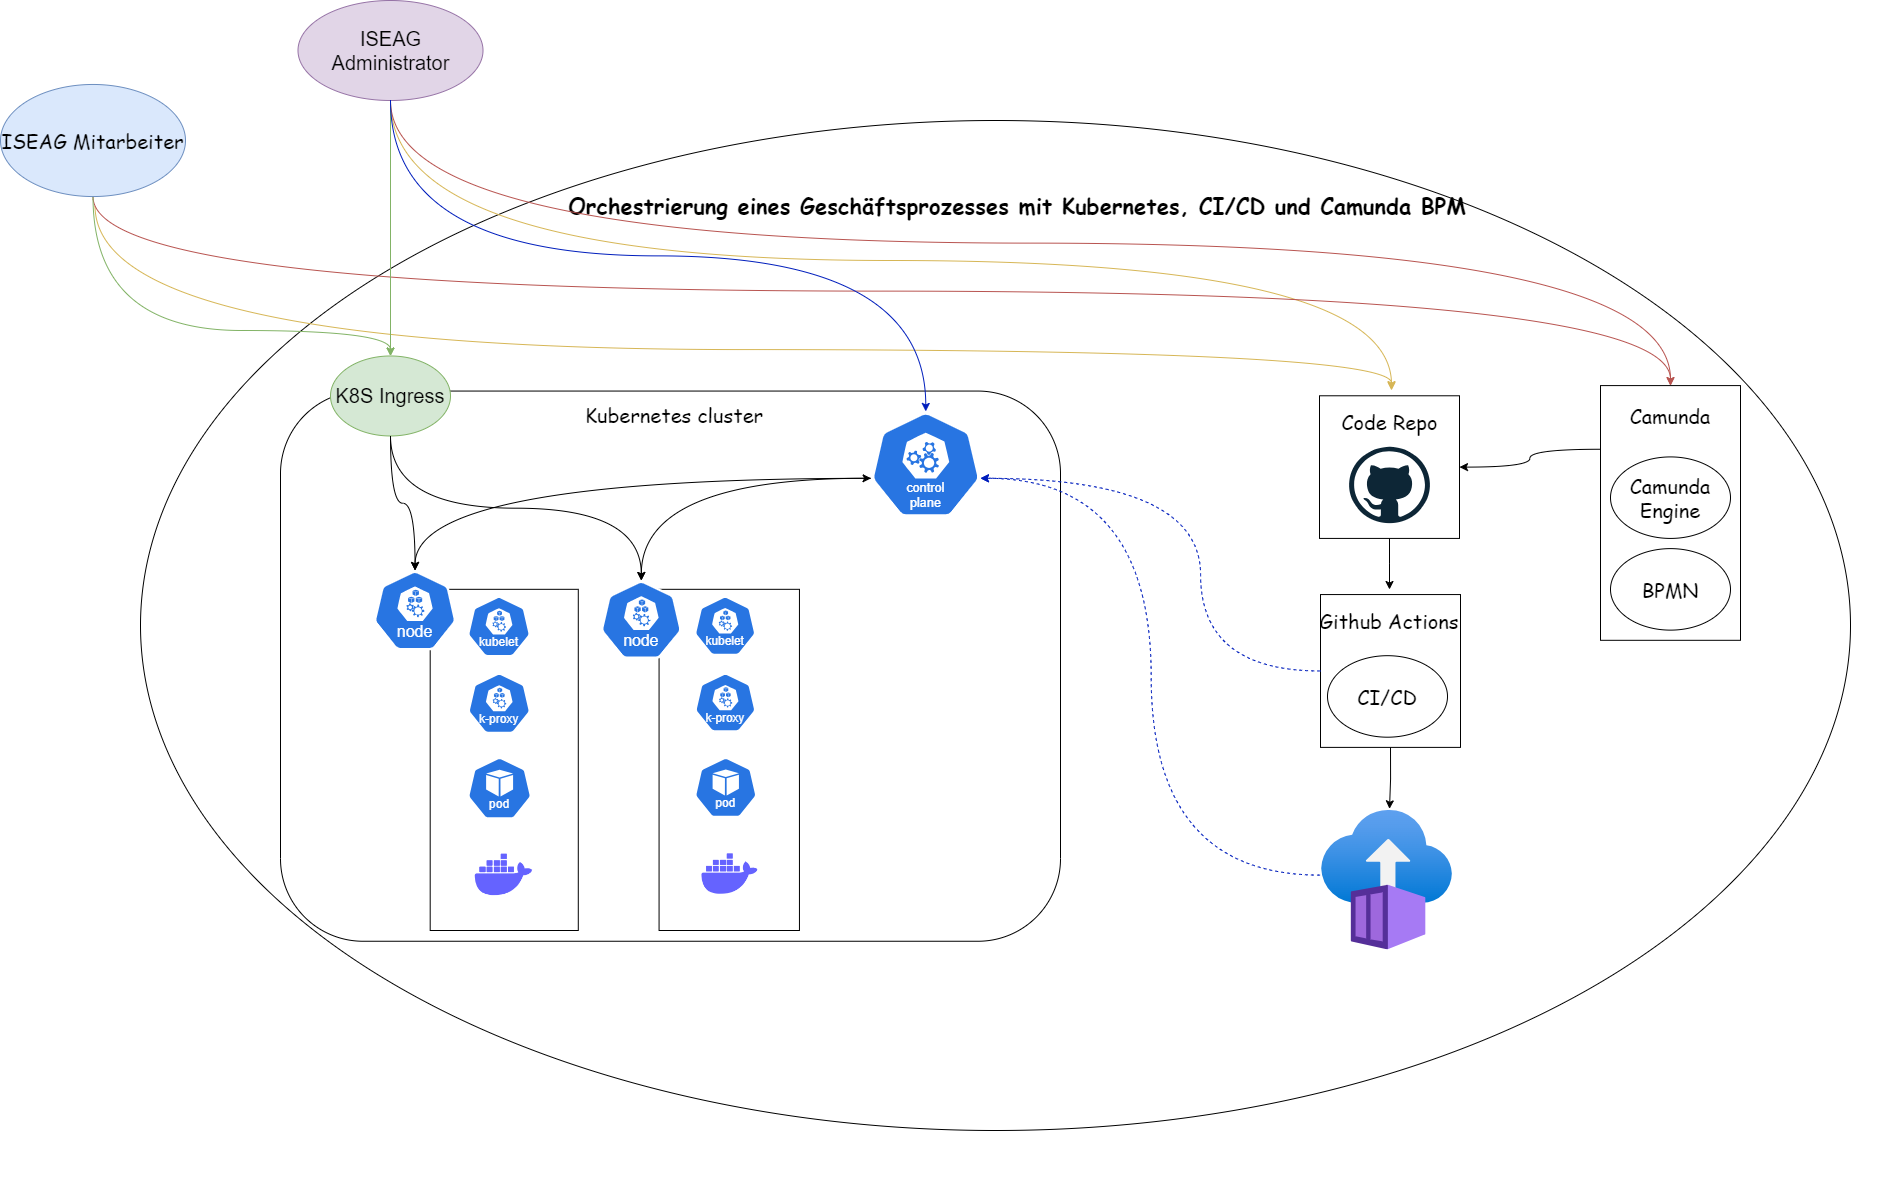 ISEAG
Administrator
ISEAG Mitarbeiter
Orchestrierung eines Geschäftsprozesses mit Kubernetes, CI/CD und Camunda BPM
K8S Ingress
Kubernetes cluster
control
plane
Code Repo
Camunda
Camunda
Engine
BPMN
node
kubelet
k-proxy
pod
node
kubelet
k-proxy
pod
Github Actions
CI/CD